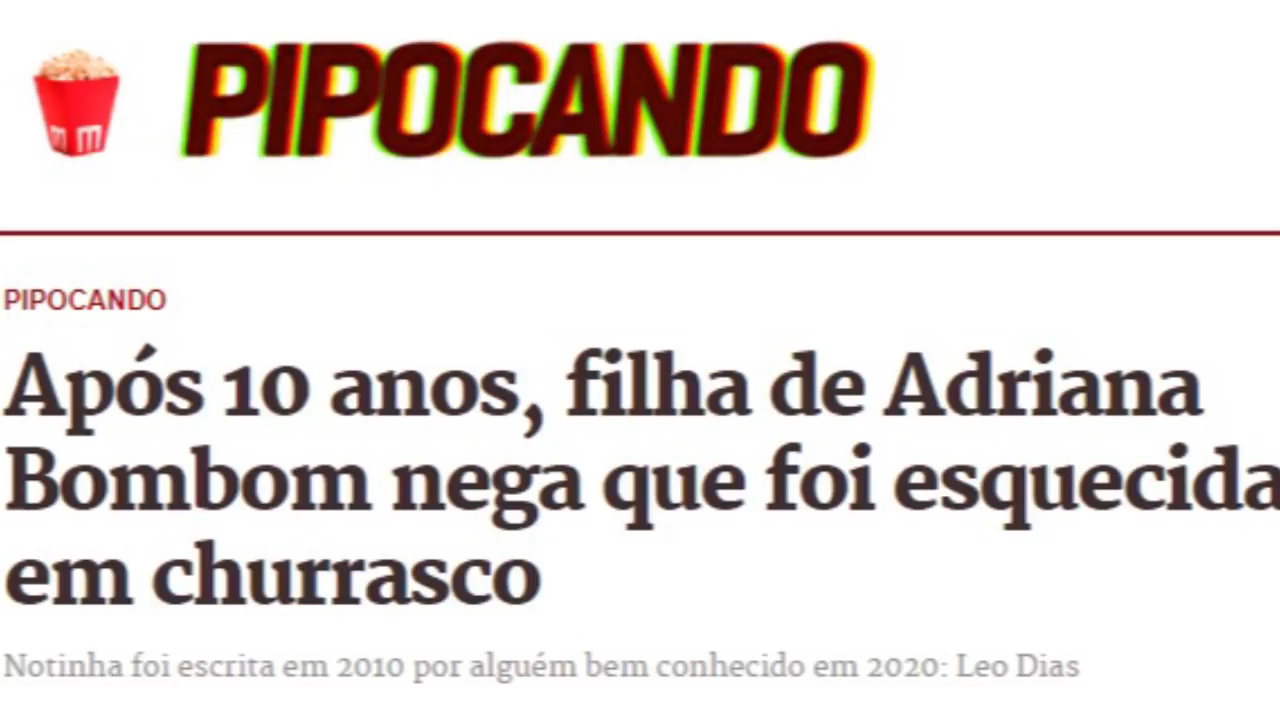 PIPOCANDO
PIPOCANDO
Após 10 anos, filha de Adriana
Bombom nega que foi esquecida
em churrasco
Notinha foi escrita em 2010 por alguém bem conhecido em 2020: Leo Dias